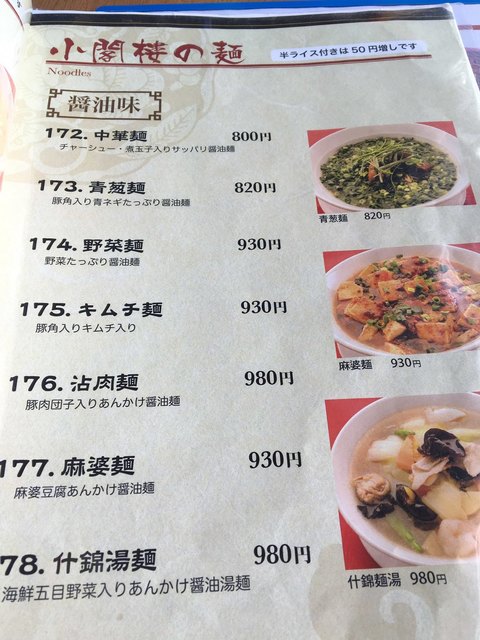 小閣楼の麺
半ライス付きは50円増しです
Noodles
醤油味
172. 中華麺 800円
チャーシュー・煮玉子入りサッパリ醤油麺
173. 青葱麺 820円
豚角入り青ネギたっぷり醤油麺
青葱麺 820円
174. 野菜麺 930円
野菜たっぷり醤油麺
175. キムチ麺 930円
豚角入りキムチ入り
麻婆麺 930円
176. 沾肉麺 980円
豚肉団子入りあんかけ醤油麺
177. 麻婆麺 930円
麻婆豆腐あんかけ醤油麺
78. 什錦湯麺 980円
海鮮五目野菜入りあんかけ醤油湯麺
什錦麺湯 980円